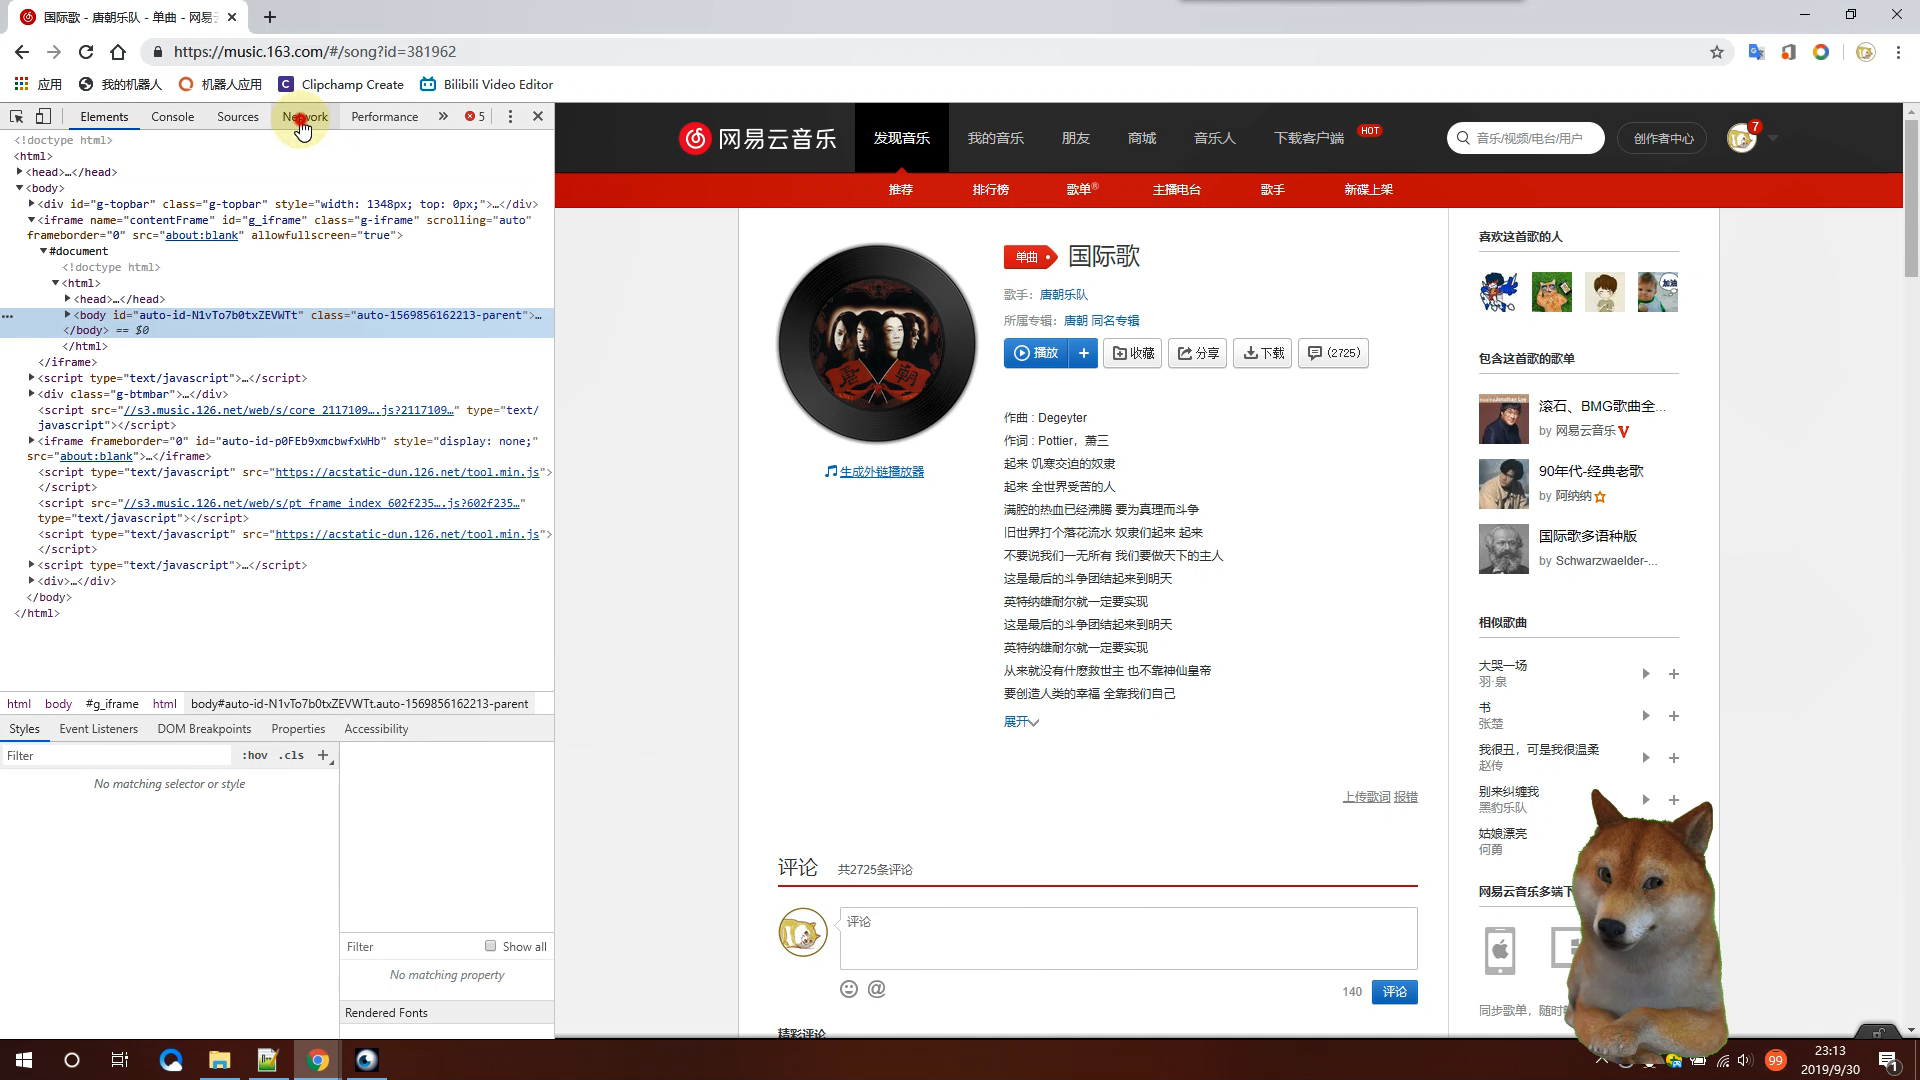 国际歌 - 唐朝乐队 - 单曲 - 网易
https://music.163.com/#/song?id=381962
应用 我的机器人 机器人应用 Clipchamp Create Bilibili Video Editor
Elements Console Sources Network Performance » 5
<!doctype html>
<html>
<head>…</head>
<body>
<div id="g-topbar" class="g-topbar" style="width: 1348px; top: 0px;">…</div>
<iframe name="contentFrame" id="g_iframe" class="g-iframe" scrolling="auto"
frameborder="0" src="about:blank" allowfullscreen="true">
#document
<!doctype html>
<html>
<head>…</head>
<body id="auto-id-N1vTo7b0txZEVWTt" class="auto-1569856162213-parent">…
</body> == $0
</html>
</iframe>
<script type="text/javascript">…</script>
<div class="g-btmbar">…</div>
<script src="//s3.music.126.net/web/s/core_2117109….js?2117109…" type="text/
javascript"></script>
<iframe frameborder="0" id="auto-id-p0FEb9xmcbwfxWHb" style="display: none;"
src="about:blank">…</iframe>
<script type="text/javascript" src="https://acstatic-dun.126.net/tool.min.js">
</script>
<script src="//s3.music.126.net/web/s/pt_frame_index_602f235….js?602f235…"
type="text/javascript"></script>
<script type="text/javascript" src="https://acstatic-dun.126.net/tool.min.js">
</script>
<script type="text/javascript">…</script>
<div>…</div>
</body>
</html>
html body #g_iframe html body#auto-id-N1vTo7b0txZEVWTt.auto-1569856162213-parent
Styles Event Listeners DOM Breakpoints Properties Accessibility
Filter :hov .cls +
No matching selector or style
Filter Show all
No matching property
Rendered Fonts
网易云音乐 发现音乐 我的音乐 朋友 商城 音乐人 下载客户端 HOT 音乐/视频/电台/用户 创作者中心 7
推荐 排行榜 歌单® 主播电台 歌手 新碟上架
单曲 国际歌
歌手：唐朝乐队
所属专辑：唐朝 同名专辑
播放 + 收藏 分享 下载 (2725)
唐 朝
生成外链播放器
作曲 : Degeyter
作词 : Pottier，萧三
起来 饥寒交迫的奴隶
起来 全世界受苦的人
满腔的热血已经沸腾 要为真理而斗争
旧世界打个落花流水 奴隶们起来 起来
不要说我们一无所有 我们要做天下的主人
这是最后的斗争团结起来到明天
英特纳雄耐尔就一定要实现
这是最后的斗争团结起来到明天
英特纳雄耐尔就一定要实现
从来就没有什麽救世主 也不靠神仙皇帝
要创造人类的幸福 全靠我们自己
展开
上传歌词 报错
评论 共2725条评论
评论
@ 140 评论
精彩评论
喜欢这首歌的人
加油
包含这首歌的歌单
滚石、BMG歌曲全...
by 网易云音乐
90年代-经典老歌
by 阿纳纳
国际歌多语种版
by Schwarzwaelder-...
相似歌曲
大哭一场
羽·泉
书
张楚
我很丑，可是我很温柔
赵传
别来纠缠我
黑豹乐队
姑娘漂亮
何勇
网易云音乐多端下
同步歌单，随时
99 23:13
2019/9/30
1